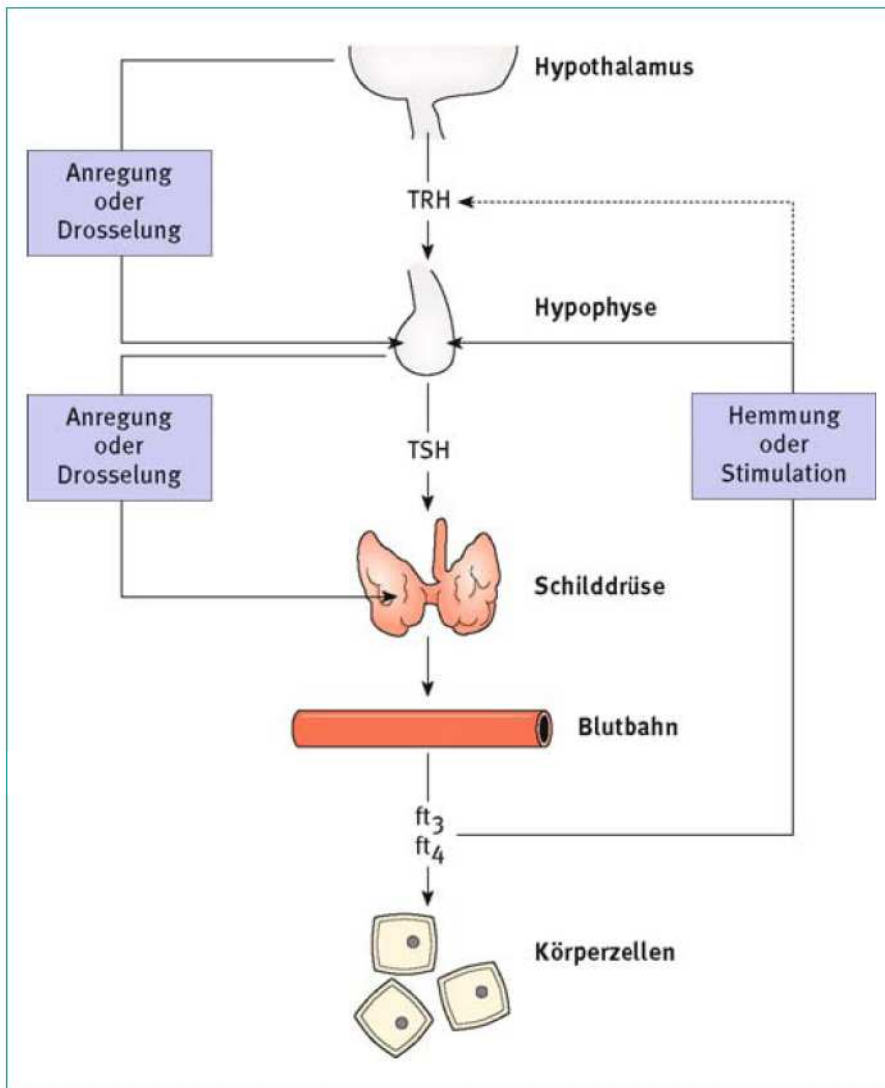 Hypothalamus
Anregung
oder
Drosselung
TRH
Hypophyse
Anregung
oder
Drosselung
TSH
Hemmung
oder
Stimulation
Schilddrüse
Blutbahn
ft3
ft4
Körperzellen